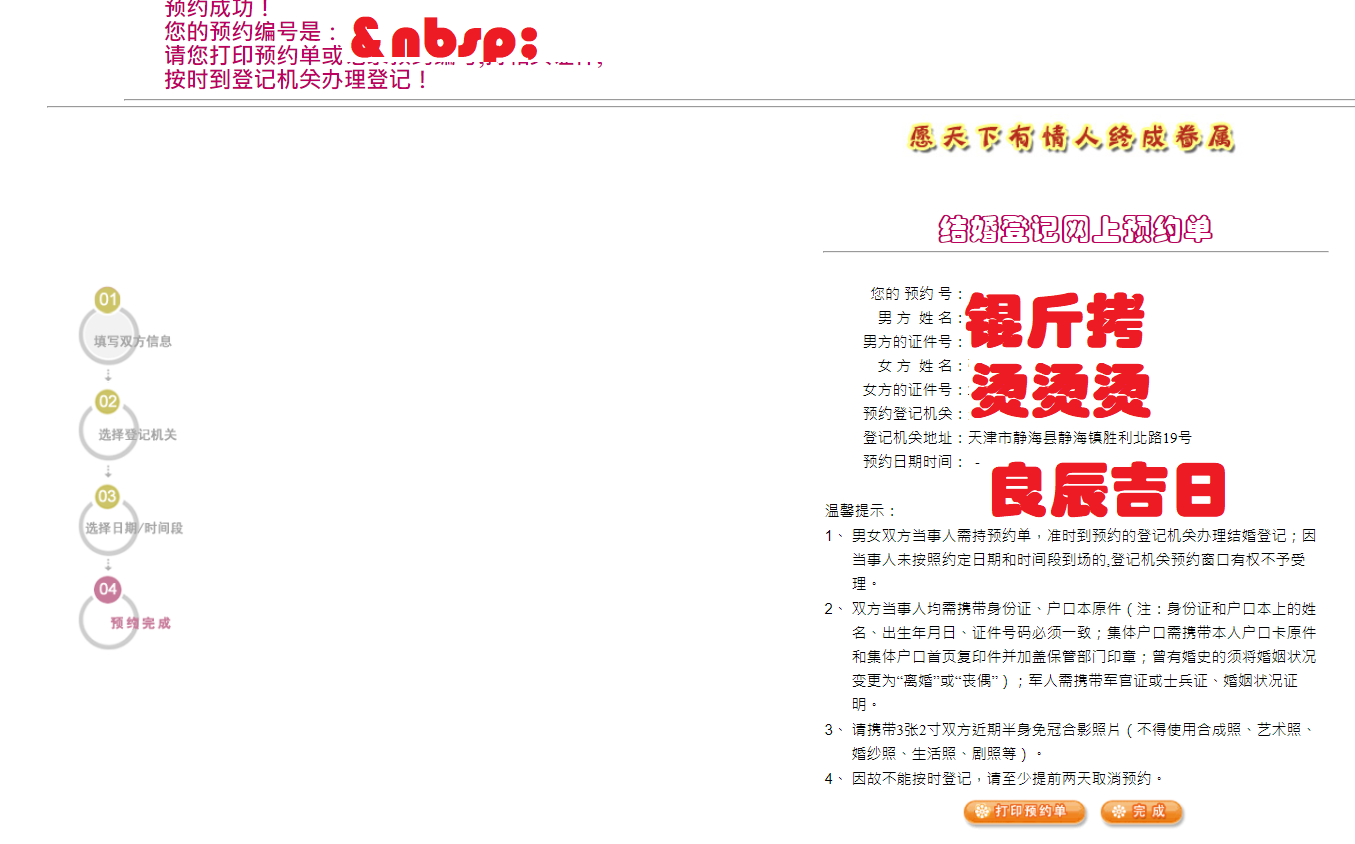 预约成功！
您的预约编号是：&nbsp;
请您打印预约单或
按时到登记机关办理登记！
愿天下有情人终成眷属
结婚登记网上预约单
01
填写双方信息
02
选择登记机关
03
选择日期/时间段
04
预约完成
您的 预约 号：
锟斤拷
男 方 姓 名：
男方的证件号：
女 方 姓 名：
烫烫烫
女方的证件号：
预约登记机关：
登记机关地址：天津市静海县静海镇胜利北路19号
预约日期时间： -
良辰吉日
温馨提示：
1、 男女双方当事人需持预约单，准时到预约的登记机关办理结婚登记；因
当事人未按照约定日期和时间段到场的,登记机关预约窗口有权不予受
理。
2、 双方当事人均需携带身份证、户口本原件（注：身份证和户口本上的姓
名、出生年月日、证件号码必须一致；集体户口需携带本人户口卡原件
和集体户口首页复印件并加盖保管部门印章；曾有婚史的须将婚姻状况
变更为“离婚”或“丧偶”）；军人需携带军官证或士兵证、婚姻状况证
明。
3、 请携带3张2寸双方近期半身免冠合影照片（不得使用合成照、艺术照、
婚纱照、生活照、剧照等）。
4、 因故不能按时登记，请至少提前两天取消预约。
打印预约单 完成